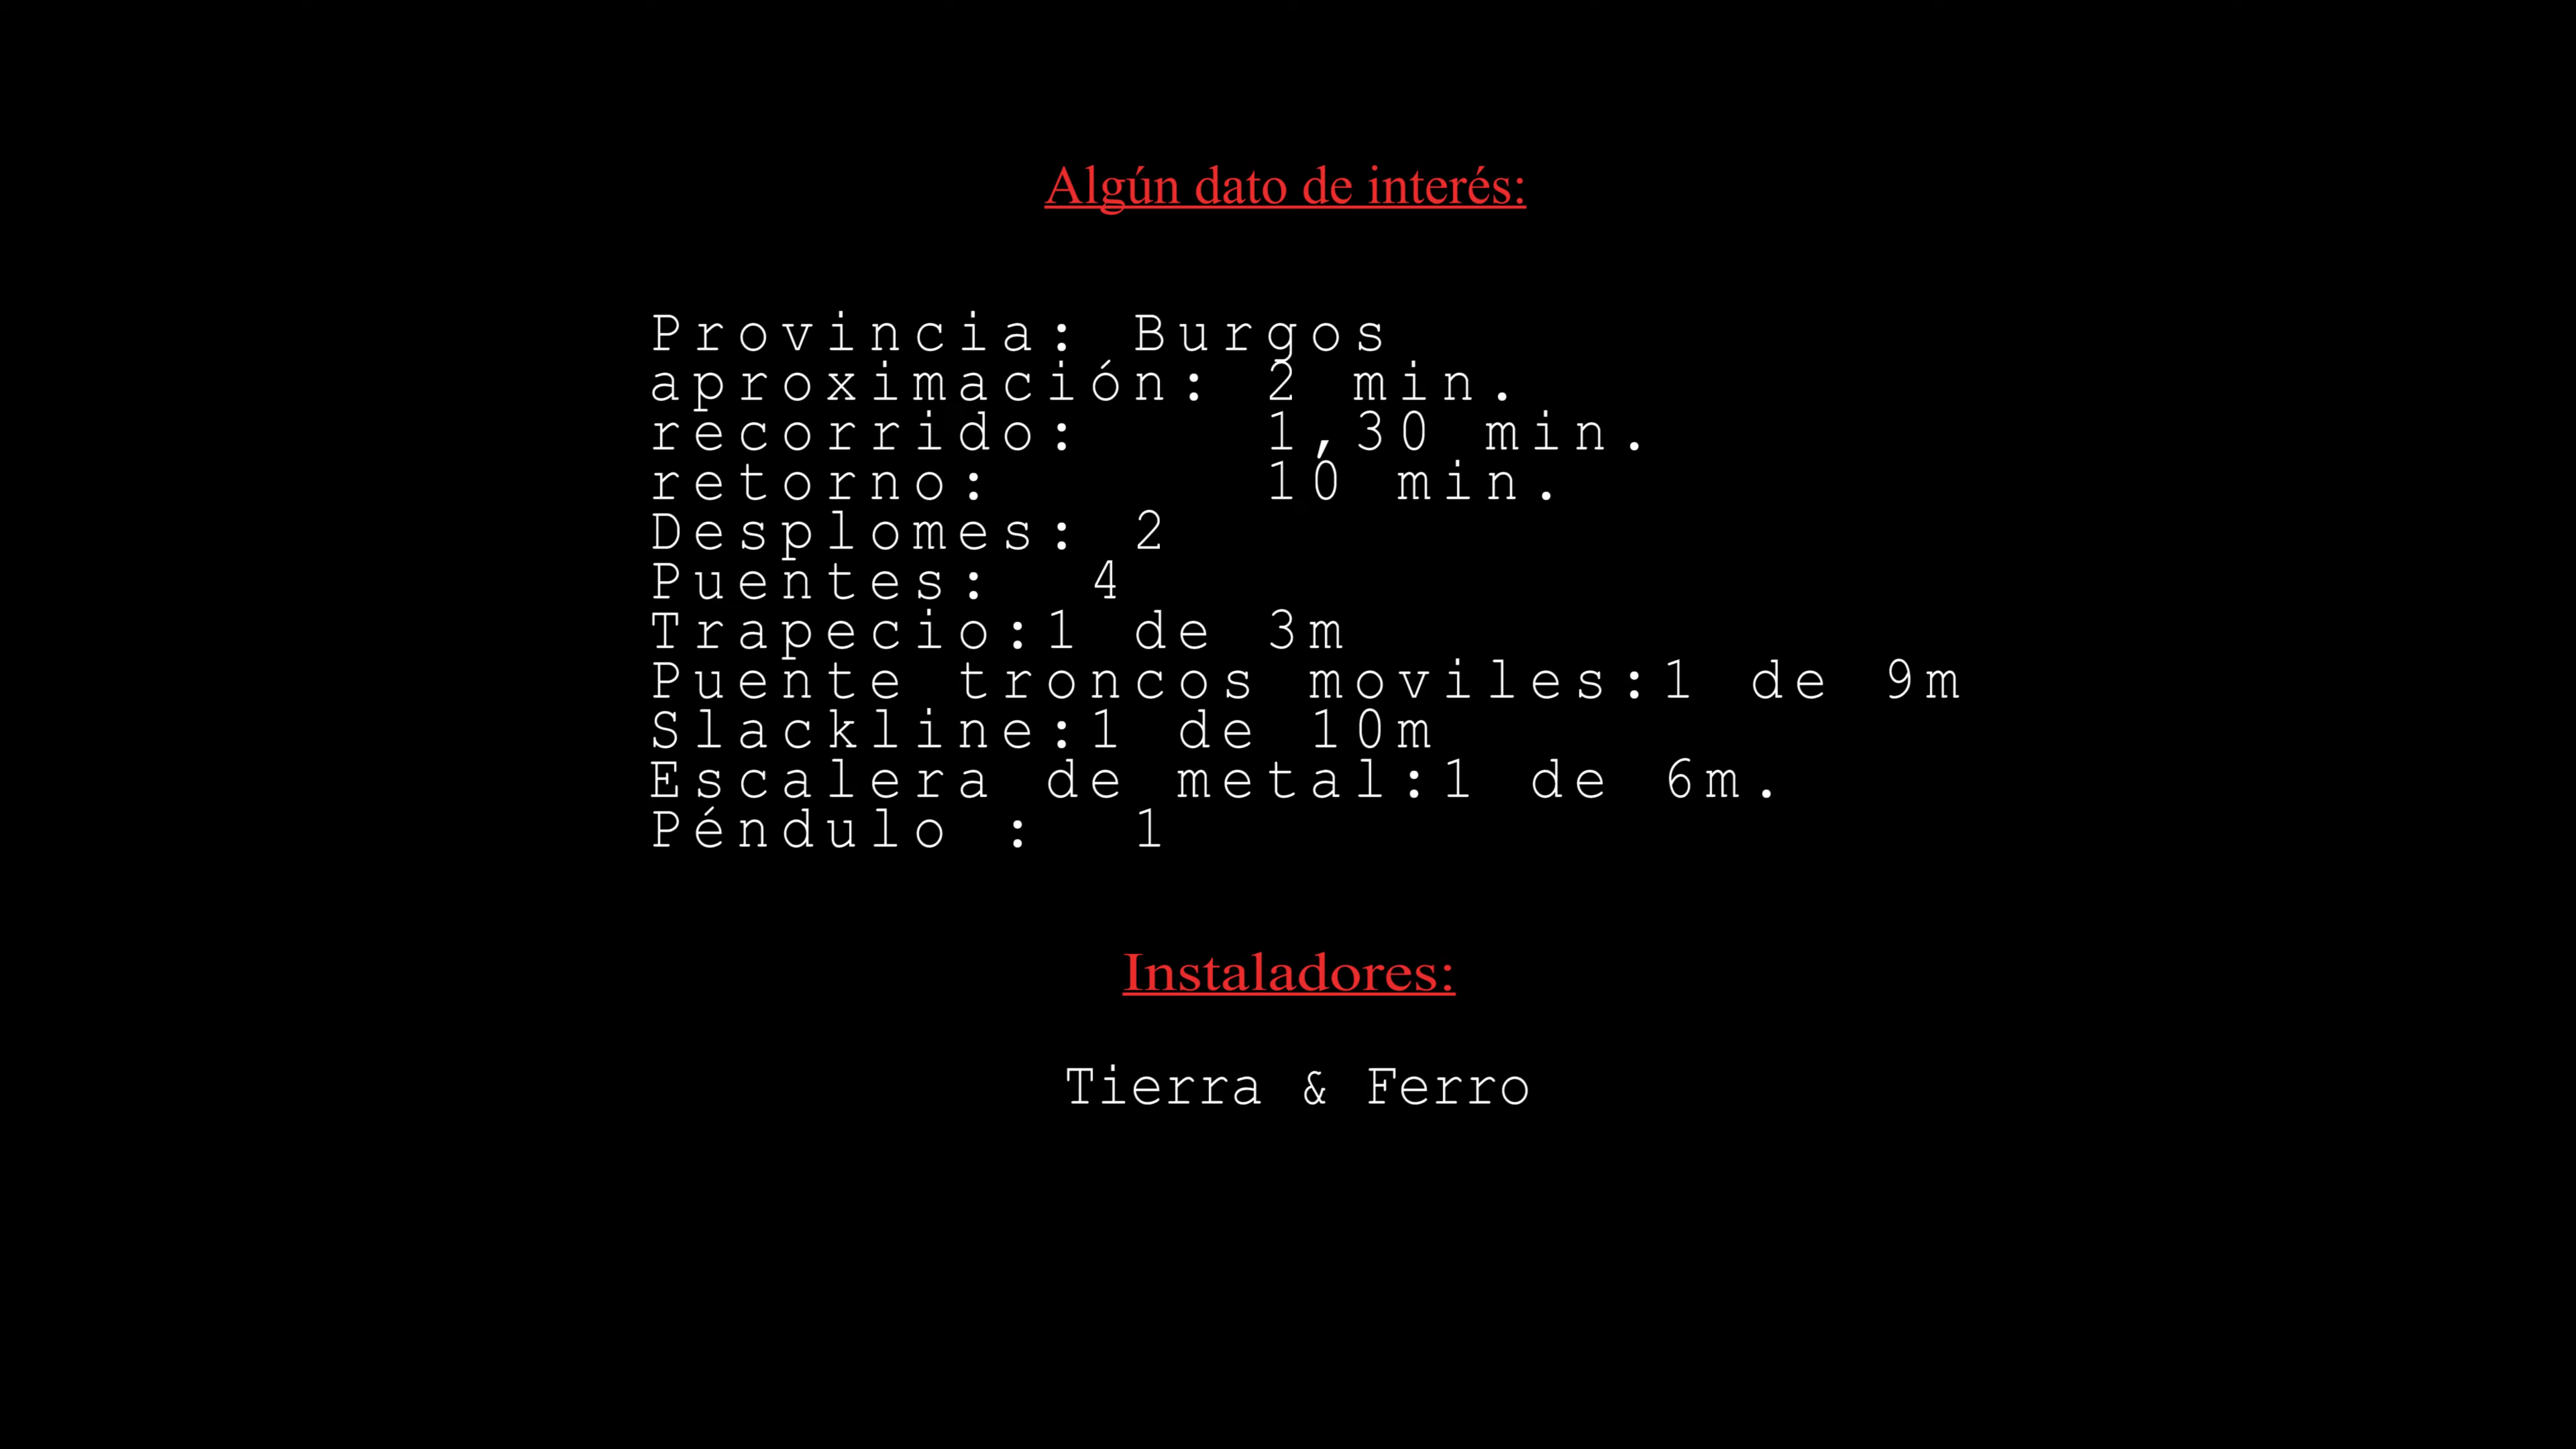 Algún dato de interés:
Provincia: Burgos
aproximación: 2 min.
recorrido: 1,30 min.
retorno: 10 min.
Desplomes: 2
Puentes: 4
Trapecio:1 de 3m
Puente troncos moviles:1 de 9m
Slackline:1 de 10m
Escalera de metal:1 de 6m.
Péndulo : 1
Instaladores:
Tierra & Ferro